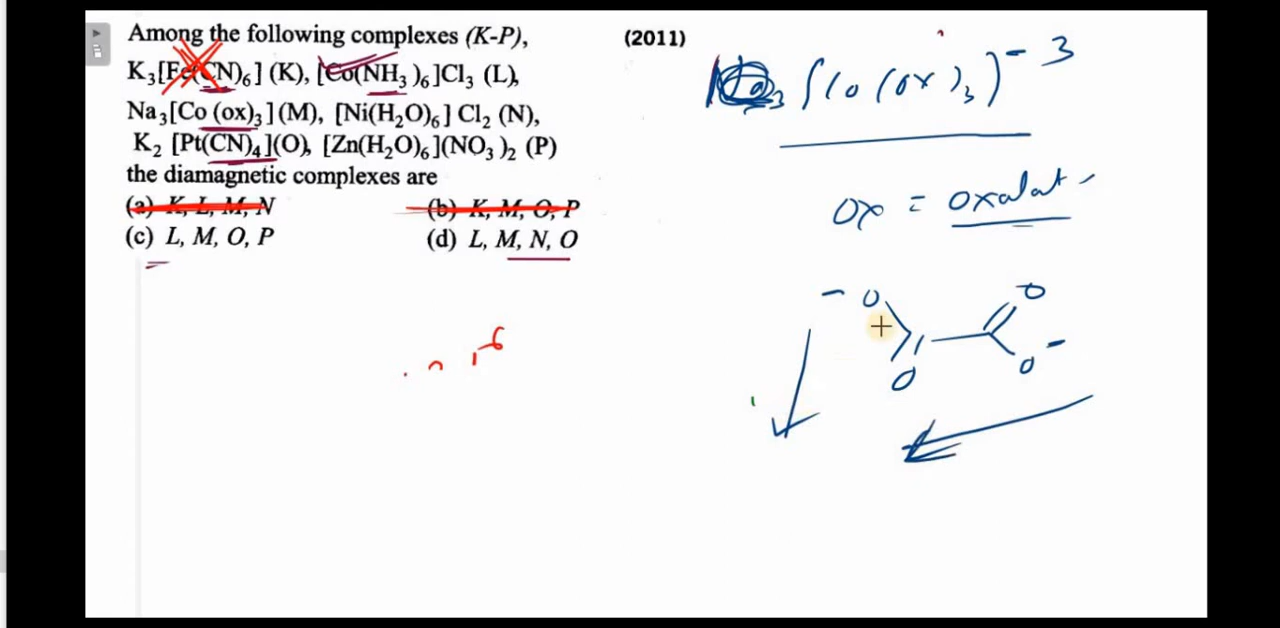 Among the following complexes (K-P), (2011)
K₃[Fe(CN)₆] (K), [Co(NH₃)₆]Cl₃ (L),
Na₃[Co (ox)₃] (M), [Ni(H₂O)₆] Cl₂ (N),
K₂ [Pt(CN)₄](O), [Zn(H₂O)₆](NO₃)₂ (P)
the diamagnetic complexes are
(a) K, L, M, N (b) K, M, O, P
(c) L, M, O, P (d) L, M, N, O
[Co(ox)₃]⁻³
ox = oxalat
- O O
O O -